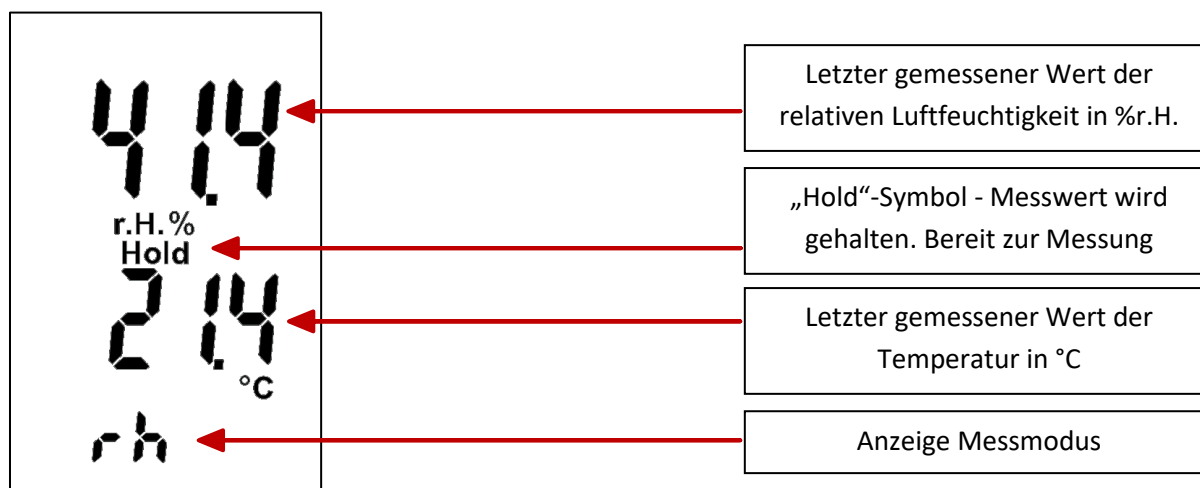 41.4
r.H.%
Hold
21.4
°C
rh
Letzter gemessener Wert der
relativen Luftfeuchtigkeit in %r.H.
„Hold“-Symbol - Messwert wird
gehalten. Bereit zur Messung
Letzter gemessener Wert der
Temperatur in °C
Anzeige Messmodus